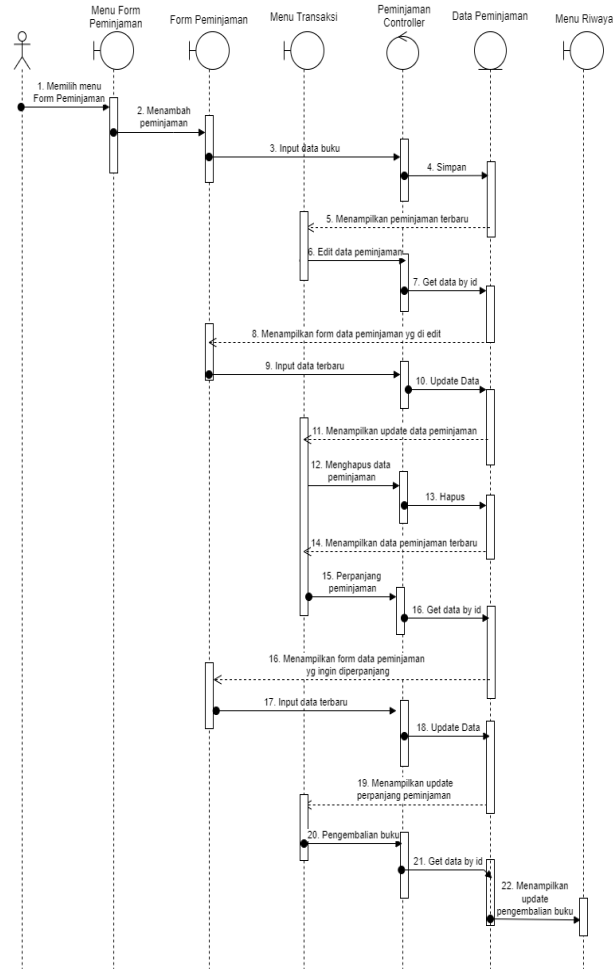 Menu Form
Peminjaman
Form Peminjaman
Menu Transaksi
Peminjaman
Controller
Data Peminjaman
Menu Riwaya
1. Memilih menu
Form Peminjaman
2. Menambah
peminjaman
3. Input data buku
4. Simpan
5. Menampilkan peminjaman terbaru
6. Edit data peminjaman
7. Get data by id
8. Menampilkan form data peminjaman yg di edit
9. Input data terbaru
10. Update Data
11. Menampilkan update data peminjaman
12. Menghapus data
peminjaman
13. Hapus
14. Menampilkan data peminjaman terbaru
15. Perpanjang
peminjaman
16. Get data by id
16. Menampilkan form data peminjaman
yg ingin diperpanjang
17. Input data terbaru
18. Update Data
19. Menampilkan update
perpanjang peminjaman
20. Pengembalian buku
21. Get data by id
22. Menampilkan
update
pengembalian buku